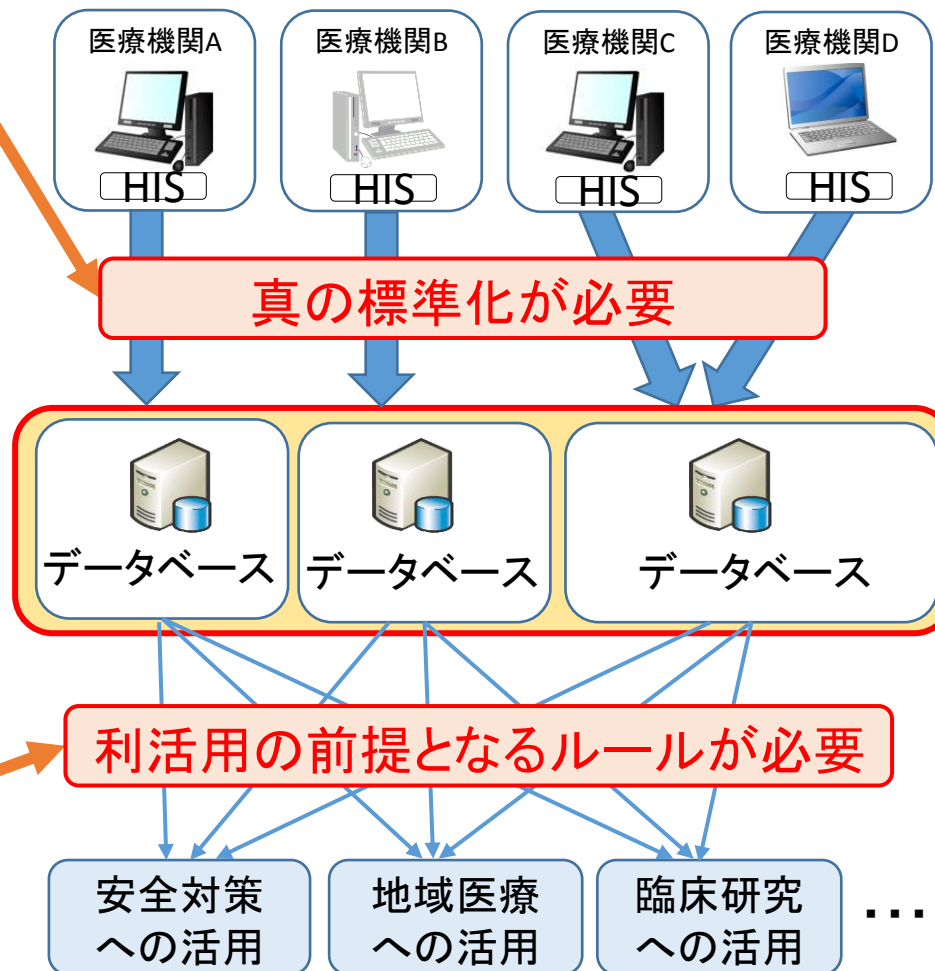 医療機関A
医療機関B
医療機関C
医療機関D
HIS
HIS
HIS
HIS
真の標準化が必要
データベース
データベース
データベース
利活用の前提となるルールが必要
安全対策
への活用
地域医療
への活用
臨床研究
への活用
...